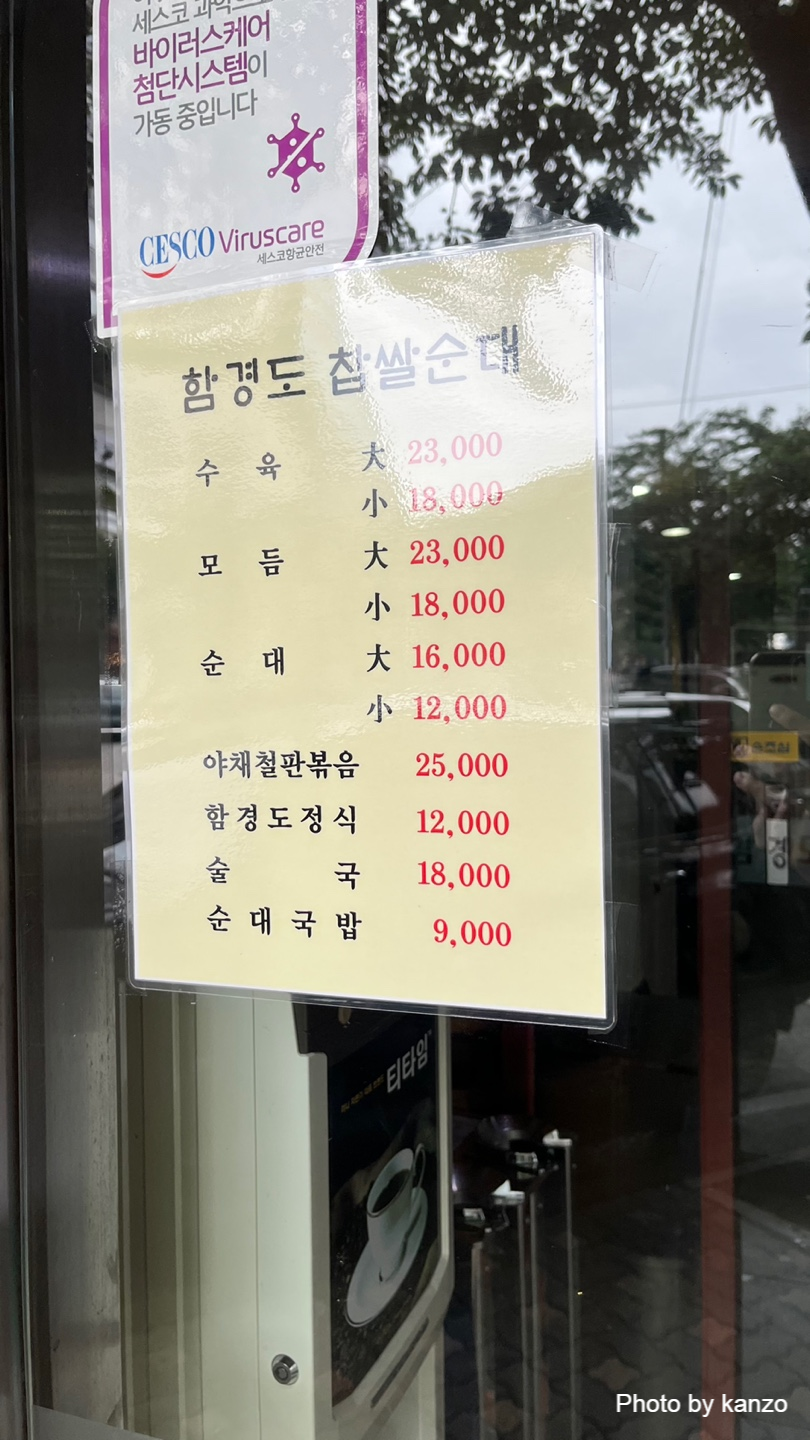 세스코 과학
바이러스케어
첨단시스템이
가동 중입니다
CESCO Viruscare
세스코항균안전
함경도 찹쌀순대
수 육 大 23,000
小 18,000
모 듬 大 23,000
小 18,000
순 대 大 16,000
小 12,000
야채철판볶음 25,000
함경도정식 12,000
술 국 18,000
순대국밥 9,000
티타임
경
Photo by kanzo